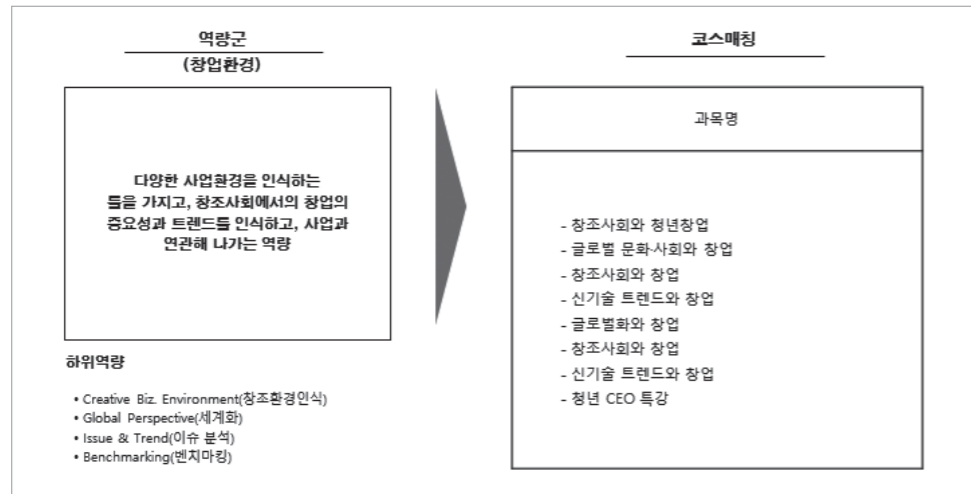 역량군
(창업환경)
다양한 사업환경을 인식하는
틀을 가지고, 창조사회에서의 창업의
중요성과 트렌드를 인식하고, 사업과
연관해 나가는 역량
하위역량
• Creative Biz. Environment(창조환경인식)
• Global Perspective(세계화)
• Issue & Trend(이슈 분석)
• Benchmarking(벤치마킹)
코스매칭
과목명
- 창조사회와 청년창업
- 글로벌 문화·사회와 창업
- 창조사회와 창업
- 신기술 트렌드와 창업
- 글로벌화와 창업
- 창조사회와 창업
- 신기술 트렌드와 창업
- 청년 CEO 특강